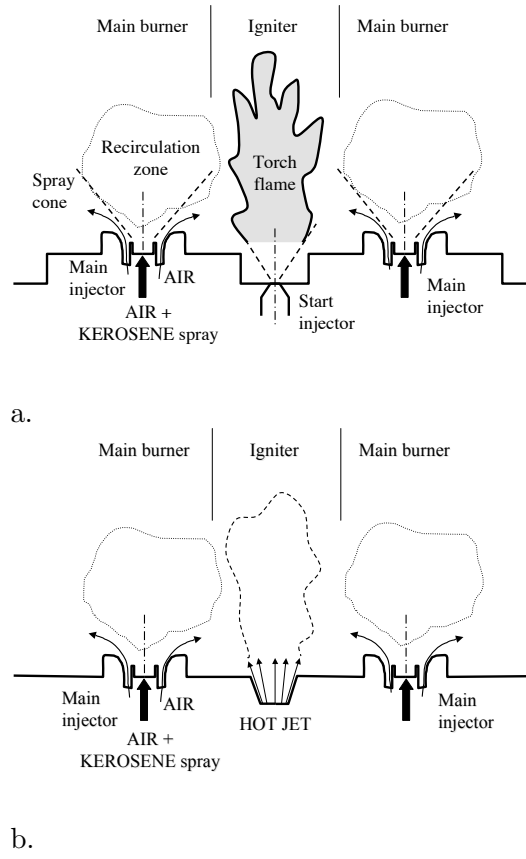 Main burner
Igniter
Main burner
Recirculation
zone
Torch
flame
Spray
cone
Main
injector
AIR
AIR +
KEROSENE spray
Start
injector
Main
injector
a.
Main burner
Igniter
Main burner
Main
injector
AIR
AIR +
KEROSENE spray
HOT JET
Main
injector
b.